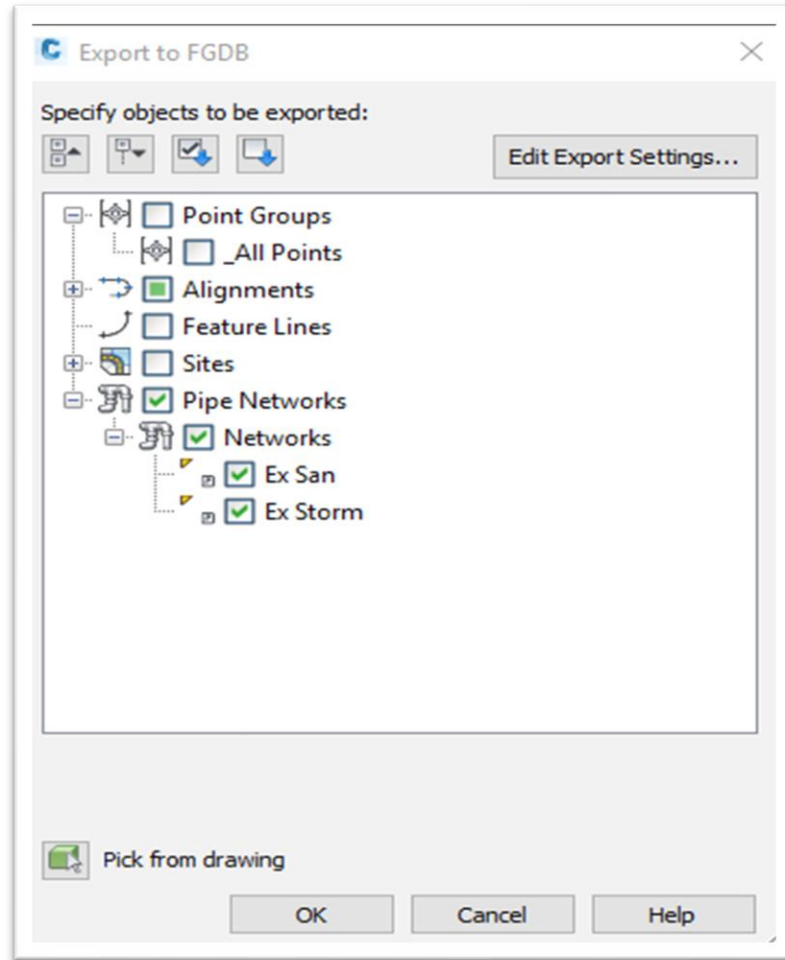 Export to FGDB
Specify objects to be exported:
Edit Export Settings...
Point Groups
_All Points
Alignments
Feature Lines
Sites
Pipe Networks
Networks
Ex San
Ex Storm
Pick from drawing
OK Cancel Help